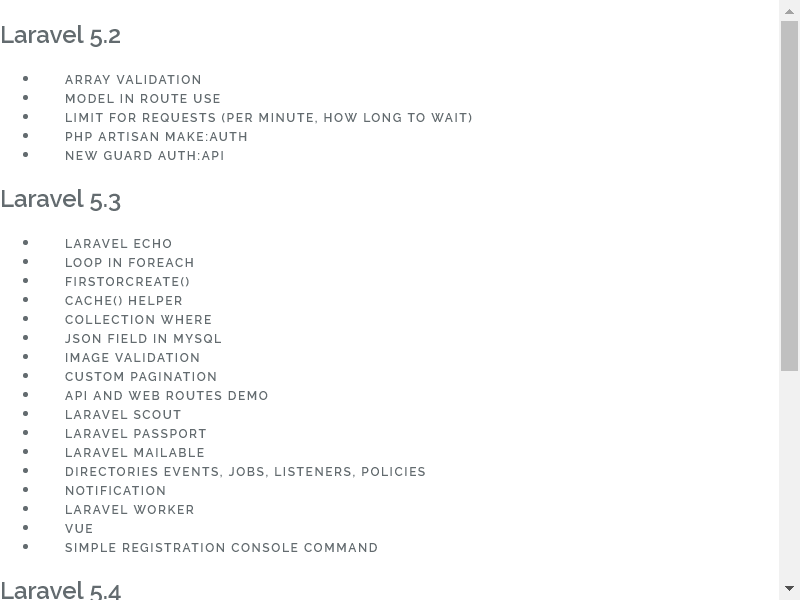 Laravel 5.2
ARRAY VALIDATION
MODEL IN ROUTE USE
LIMIT FOR REQUESTS (PER MINUTE, HOW LONG TO WAIT)
PHP ARTISAN MAKE:AUTH
NEW GUARD AUTH:API
Laravel 5.3
LARAVEL ECHO
LOOP IN FOREACH
FIRSTORCREATE()
CACHE() HELPER
COLLECTION WHERE
JSON FIELD IN MYSQL
IMAGE VALIDATION
CUSTOM PAGINATION
API AND WEB ROUTES DEMO
LARAVEL SCOUT
LARAVEL PASSPORT
LARAVEL MAILABLE
DIRECTORIES EVENTS, JOBS, LISTENERS, POLICIES
NOTIFICATION
LARAVEL WORKER
VUE
SIMPLE REGISTRATION CONSOLE COMMAND
Laravel 5.4